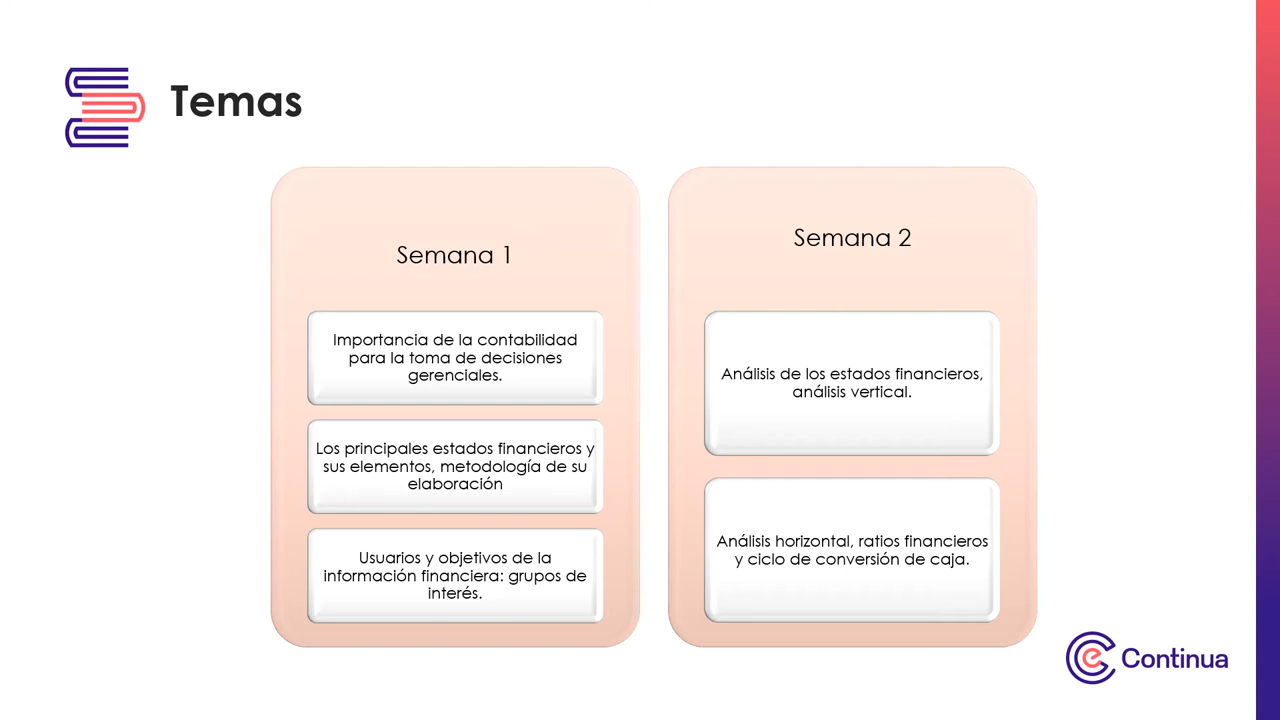 Temas
Semana 1
Importancia de la contabilidad
para la toma de decisiones
gerenciales.
Los principales estados financieros y
sus elementos, metodología de su
elaboración
Usuarios y objetivos de la
información financiera: grupos de
interés.
Semana 2
Análisis de los estados financieros,
análisis vertical.
Análisis horizontal, ratios financieros
y ciclo de conversión de caja.
e Continua